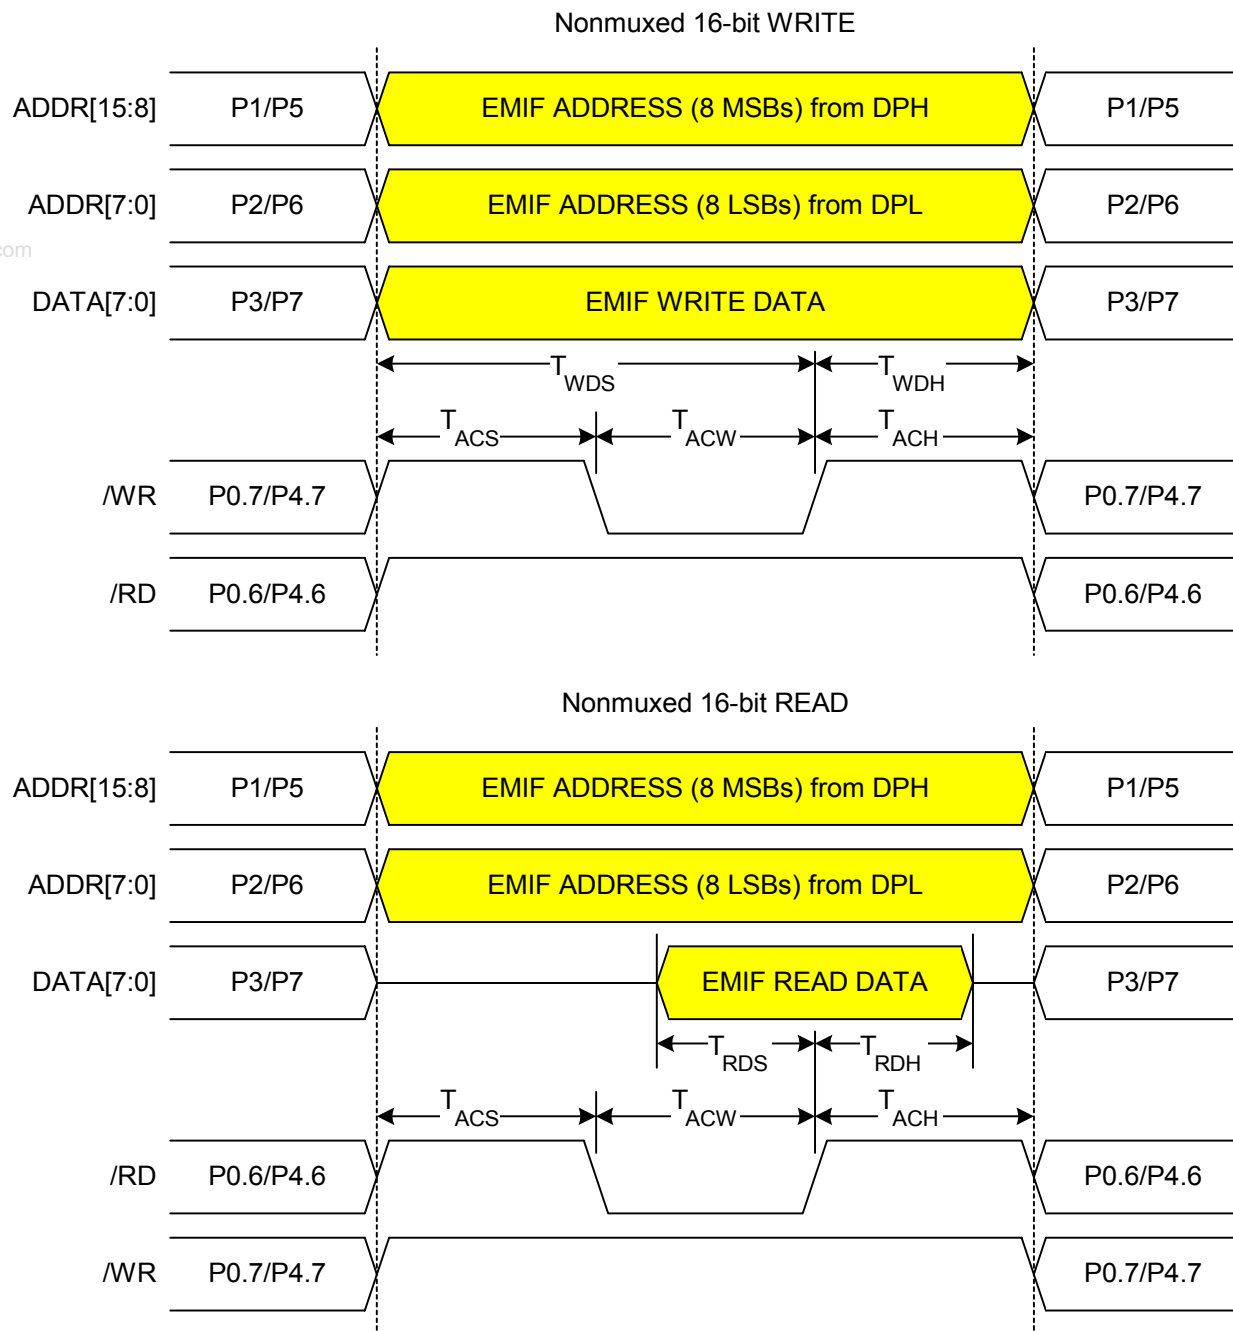 Nonmuxed 16-bit WRITE
ADDR[15:8] P1/P5 EMIF ADDRESS (8 MSBs) from DPH P1/P5
ADDR[7:0] P2/P6 EMIF ADDRESS (8 LSBs) from DPL P2/P6
com
DATA[7:0] P3/P7 EMIF WRITE DATA P3/P7
TWDS TWDH
TACS TACW TACH
/WR P0.7/P4.7 P0.7/P4.7
/RD P0.6/P4.6 P0.6/P4.6
Nonmuxed 16-bit READ
ADDR[15:8] P1/P5 EMIF ADDRESS (8 MSBs) from DPH P1/P5
ADDR[7:0] P2/P6 EMIF ADDRESS (8 LSBs) from DPL P2/P6
DATA[7:0] P3/P7 EMIF READ DATA P3/P7
TRDS TRDH
TACS TACW TACH
/RD P0.6/P4.6 P0.6/P4.6
/WR P0.7/P4.7 P0.7/P4.7